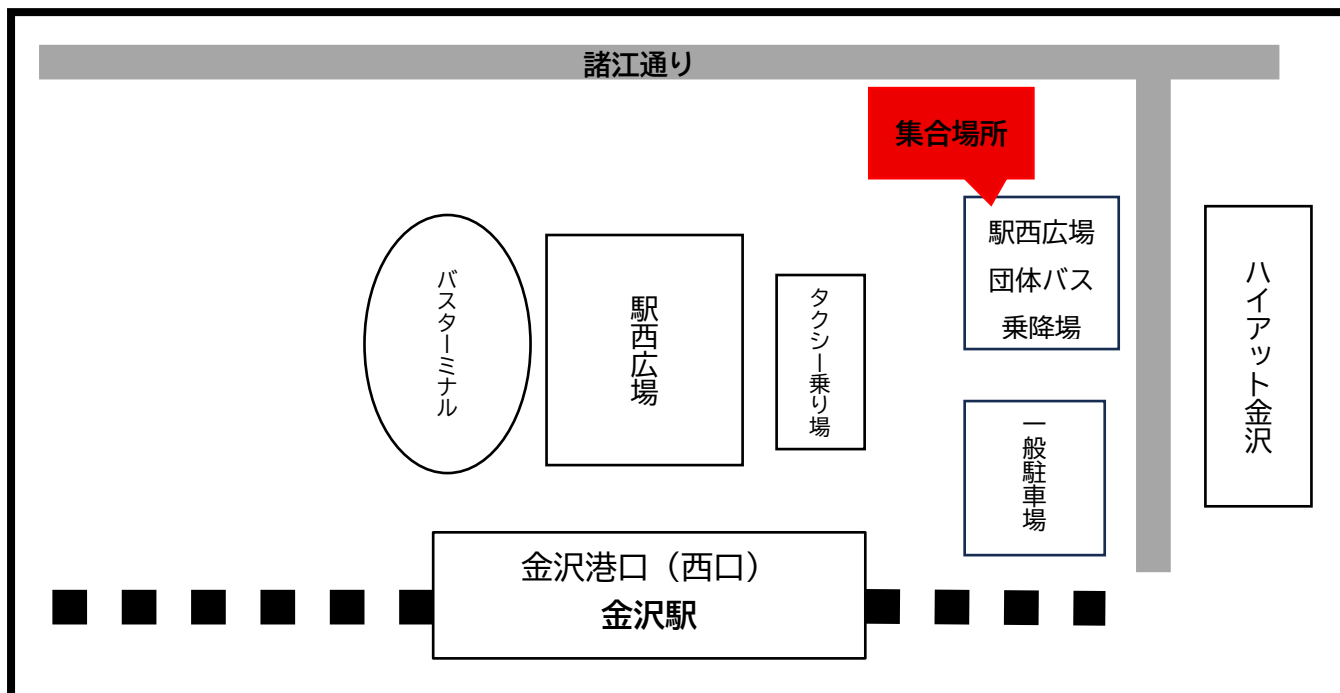 諸江通り
集合場所
駅西広場
団体バス
乗降場
バスターミナル
駅西広場
タクシー乗り場
ハイアット金沢
一般駐車場
金沢港口（西口）
金沢駅